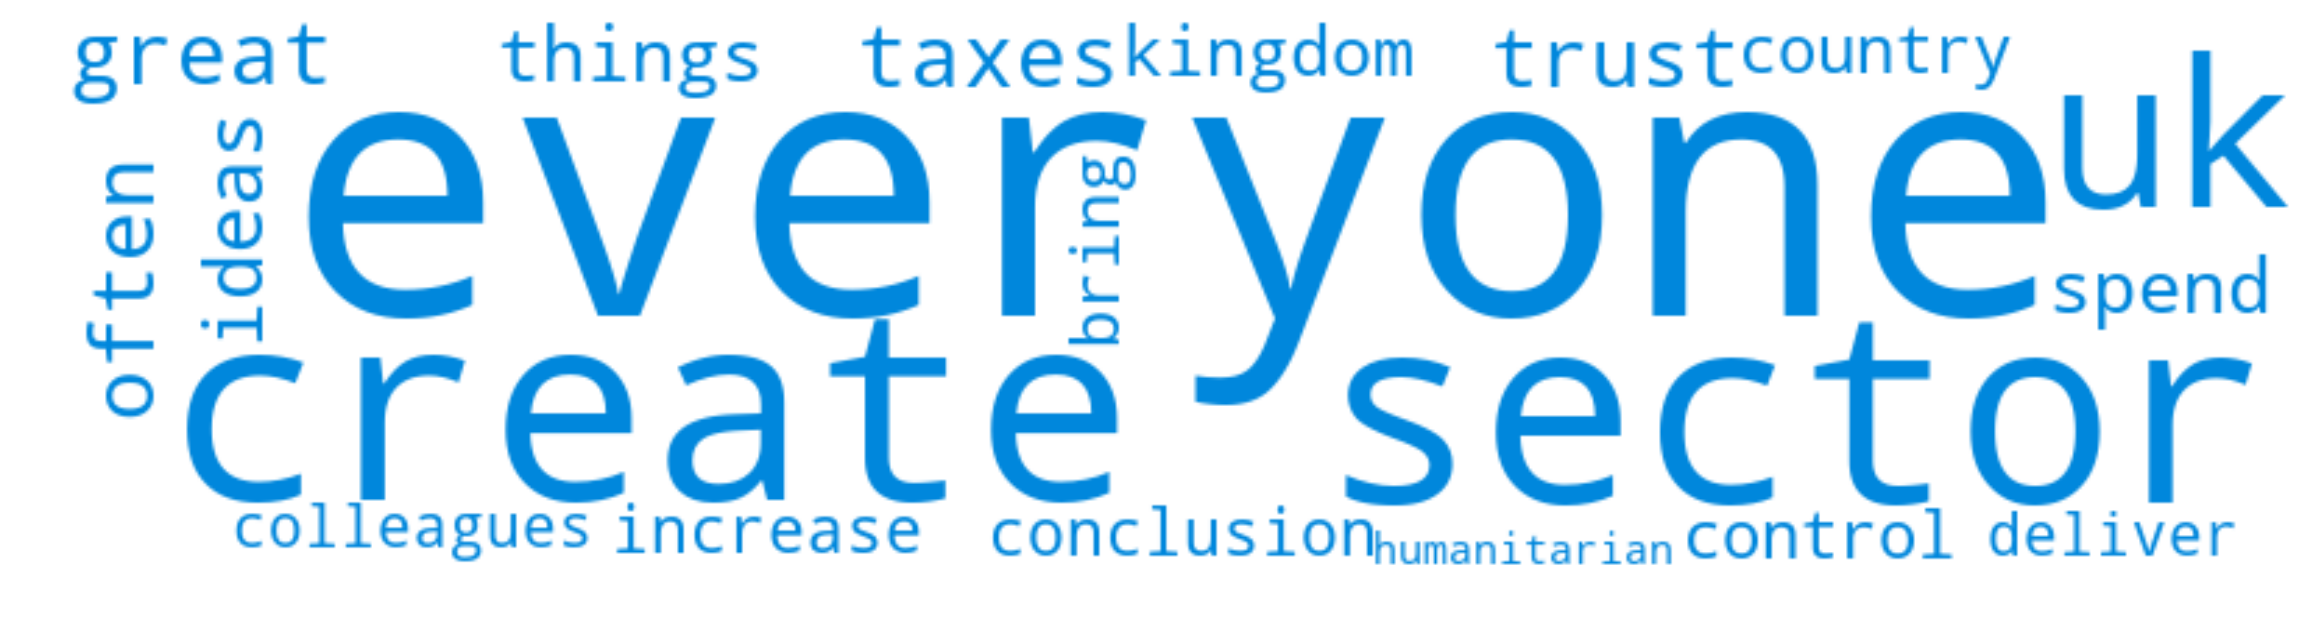 great things taxes kingdom trust country
often ideas everyone uk
bring spend
create sector
colleagues increase conclusion humanitarian control deliver